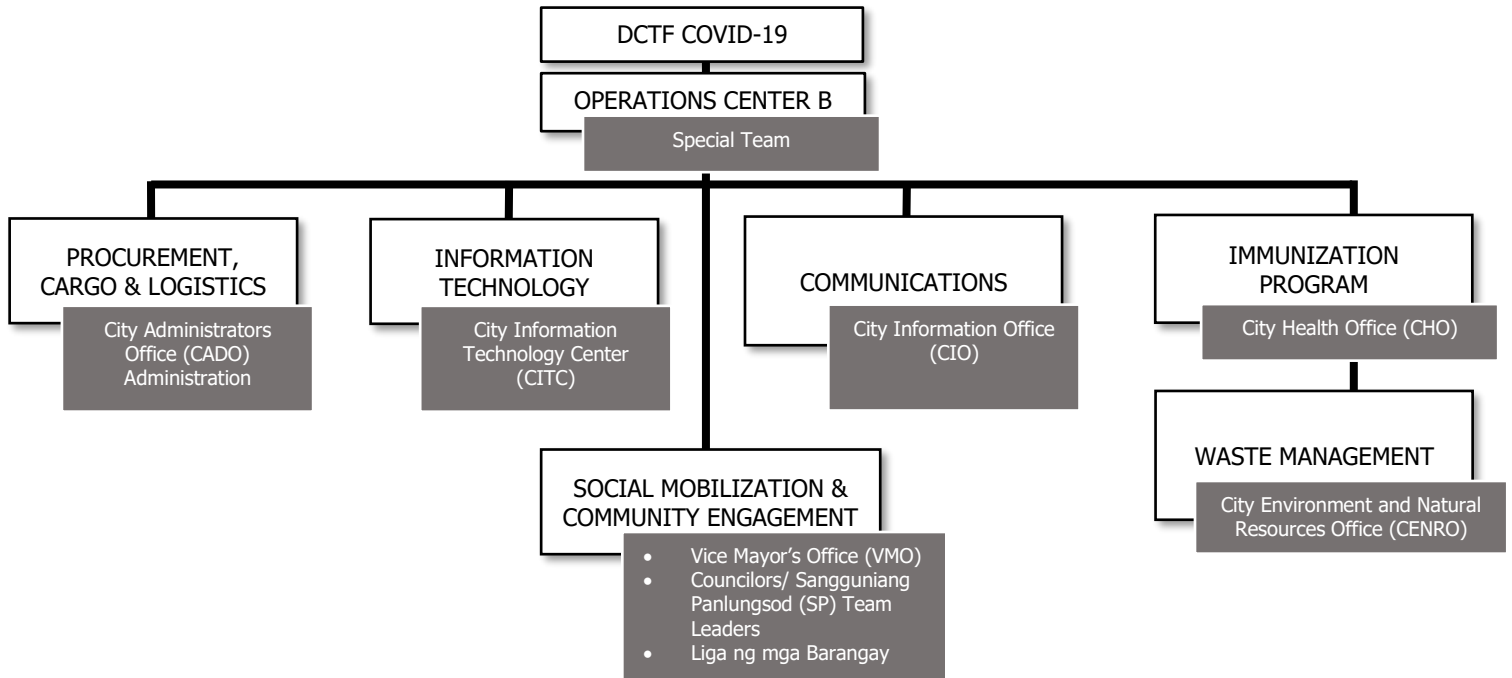 DCTF COVID-19
OPERATIONS CENTER B
Special Team
PROCUREMENT,
CARGO & LOGISTICS
City Administrators
Office (CADO)
Administration
INFORMATION
TECHNOLOGY
City Information
Technology Center
(CITC)
COMMUNICATIONS
City Information Office
(CIO)
IMMUNIZATION
PROGRAM
City Health Office (CHO)
WASTE MANAGEMENT
City Environment and Natural
Resources Office (CENRO)
SOCIAL MOBILIZATION &
COMMUNITY ENGAGEMENT
• Vice Mayor’s Office (VMO)
• Councilors/ Sangguniang
Panlungsod (SP) Team
Leaders
• Liga ng mga Barangay